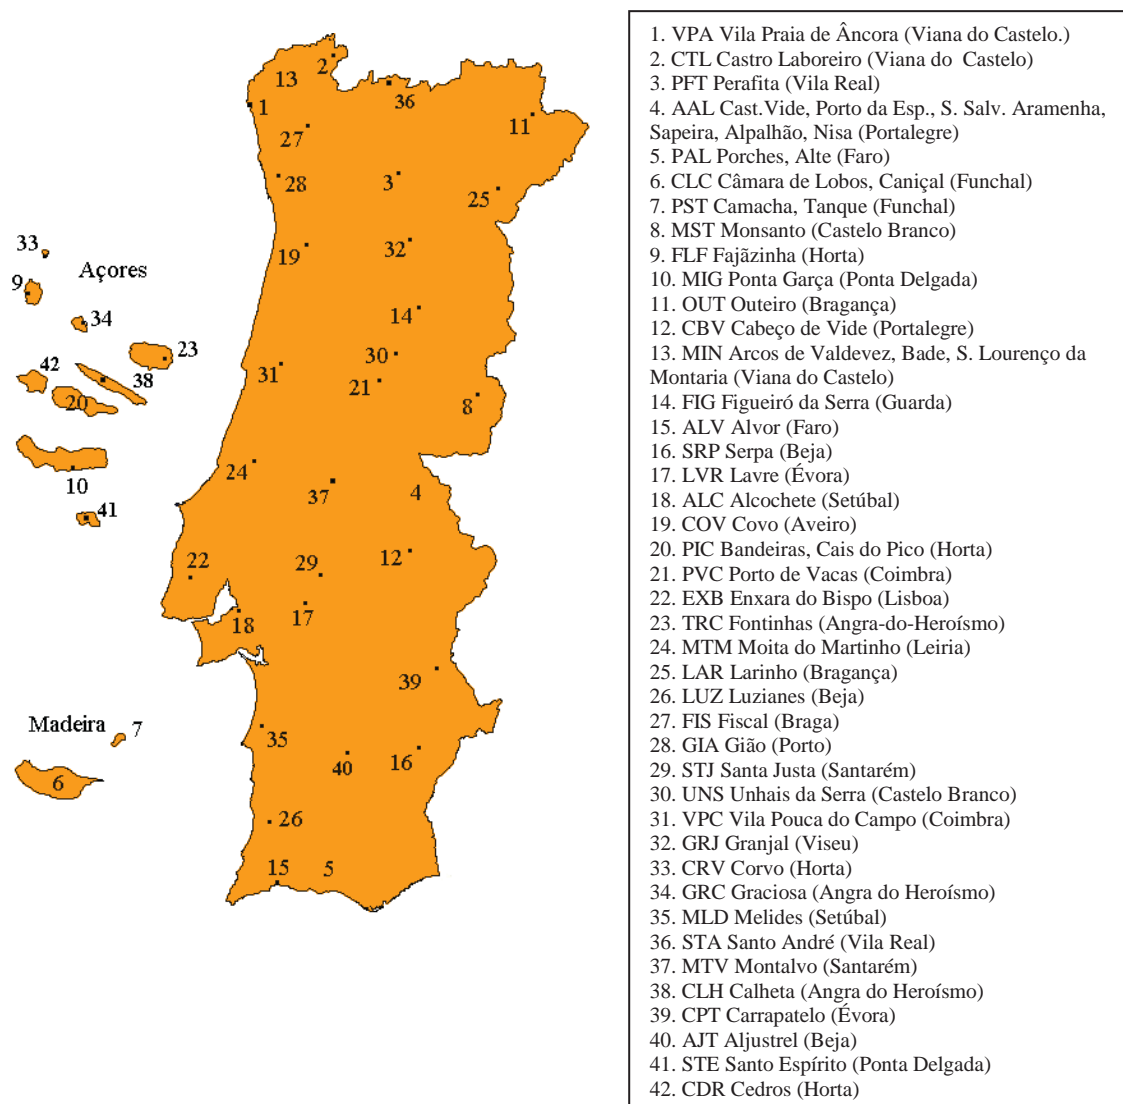 13
2
36
1
27
11
28
3
25
33
19
32
Açores
9
34
14
42
23
30
38
31
21
20
8
24
37
4
10
41
22
29
12
18
17
39
Madeira
7
35
6
40
16
26
15
5
1. VPA Vila Praia de Âncora (Viana do Castelo.)
2. CTL Castro Laboreiro (Viana do  Castelo)
3. PFT Perafita (Vila Real)
4. AAL Cast.Vide, Porto da Esp., S. Salv. Aramenha,
Sapeira, Alpalhão, Nisa (Portalegre)
5. PAL Porches, Alte (Faro)
6. CLC Câmara de Lobos, Caniçal (Funchal)
7. PST Camacha, Tanque (Funchal)
8. MST Monsanto (Castelo Branco)
9. FLF Fajãzinha (Horta)
10. MIG Ponta Garça (Ponta Delgada)
11. OUT Outeiro (Bragança)
12. CBV Cabeço de Vide (Portalegre)
13. MIN Arcos de Valdevez, Bade, S. Lourenço da
Montaria (Viana do Castelo)
14. FIG Figueiró da Serra (Guarda)
15. ALV Alvor (Faro)
16. SRP Serpa (Beja)
17. LVR Lavre (Évora)
18. ALC Alcochete (Setúbal)
19. COV Covo (Aveiro)
20. PIC Bandeiras, Cais do Pico (Horta)
21. PVC Porto de Vacas (Coimbra)
22. EXB Enxara do Bispo (Lisboa)
23. TRC Fontinhas (Angra-do-Heroísmo)
24. MTM Moita do Martinho (Leiria)
25. LAR Larinho (Bragança)
26. LUZ Luzianes (Beja)
27. FIS Fiscal (Braga)
28. GIA Gião (Porto)
29. STJ Santa Justa (Santarém)
30. UNS Unhais da Serra (Castelo Branco)
31. VPC Vila Pouca do Campo (Coimbra)
32. GRJ Granjal (Viseu)
33. CRV Corvo (Horta)
34. GRC Graciosa (Angra do Heroísmo)
35. MLD Melides (Setúbal)
36. STA Santo André (Vila Real)
37. MTV Montalvo (Santarém)
38. CLH Calheta (Angra do Heroísmo)
39. CPT Carrapatelo (Évora)
40. AJT Aljustrel (Beja)
41. STE Santo Espírito (Ponta Delgada)
42. CDR Cedros (Horta)